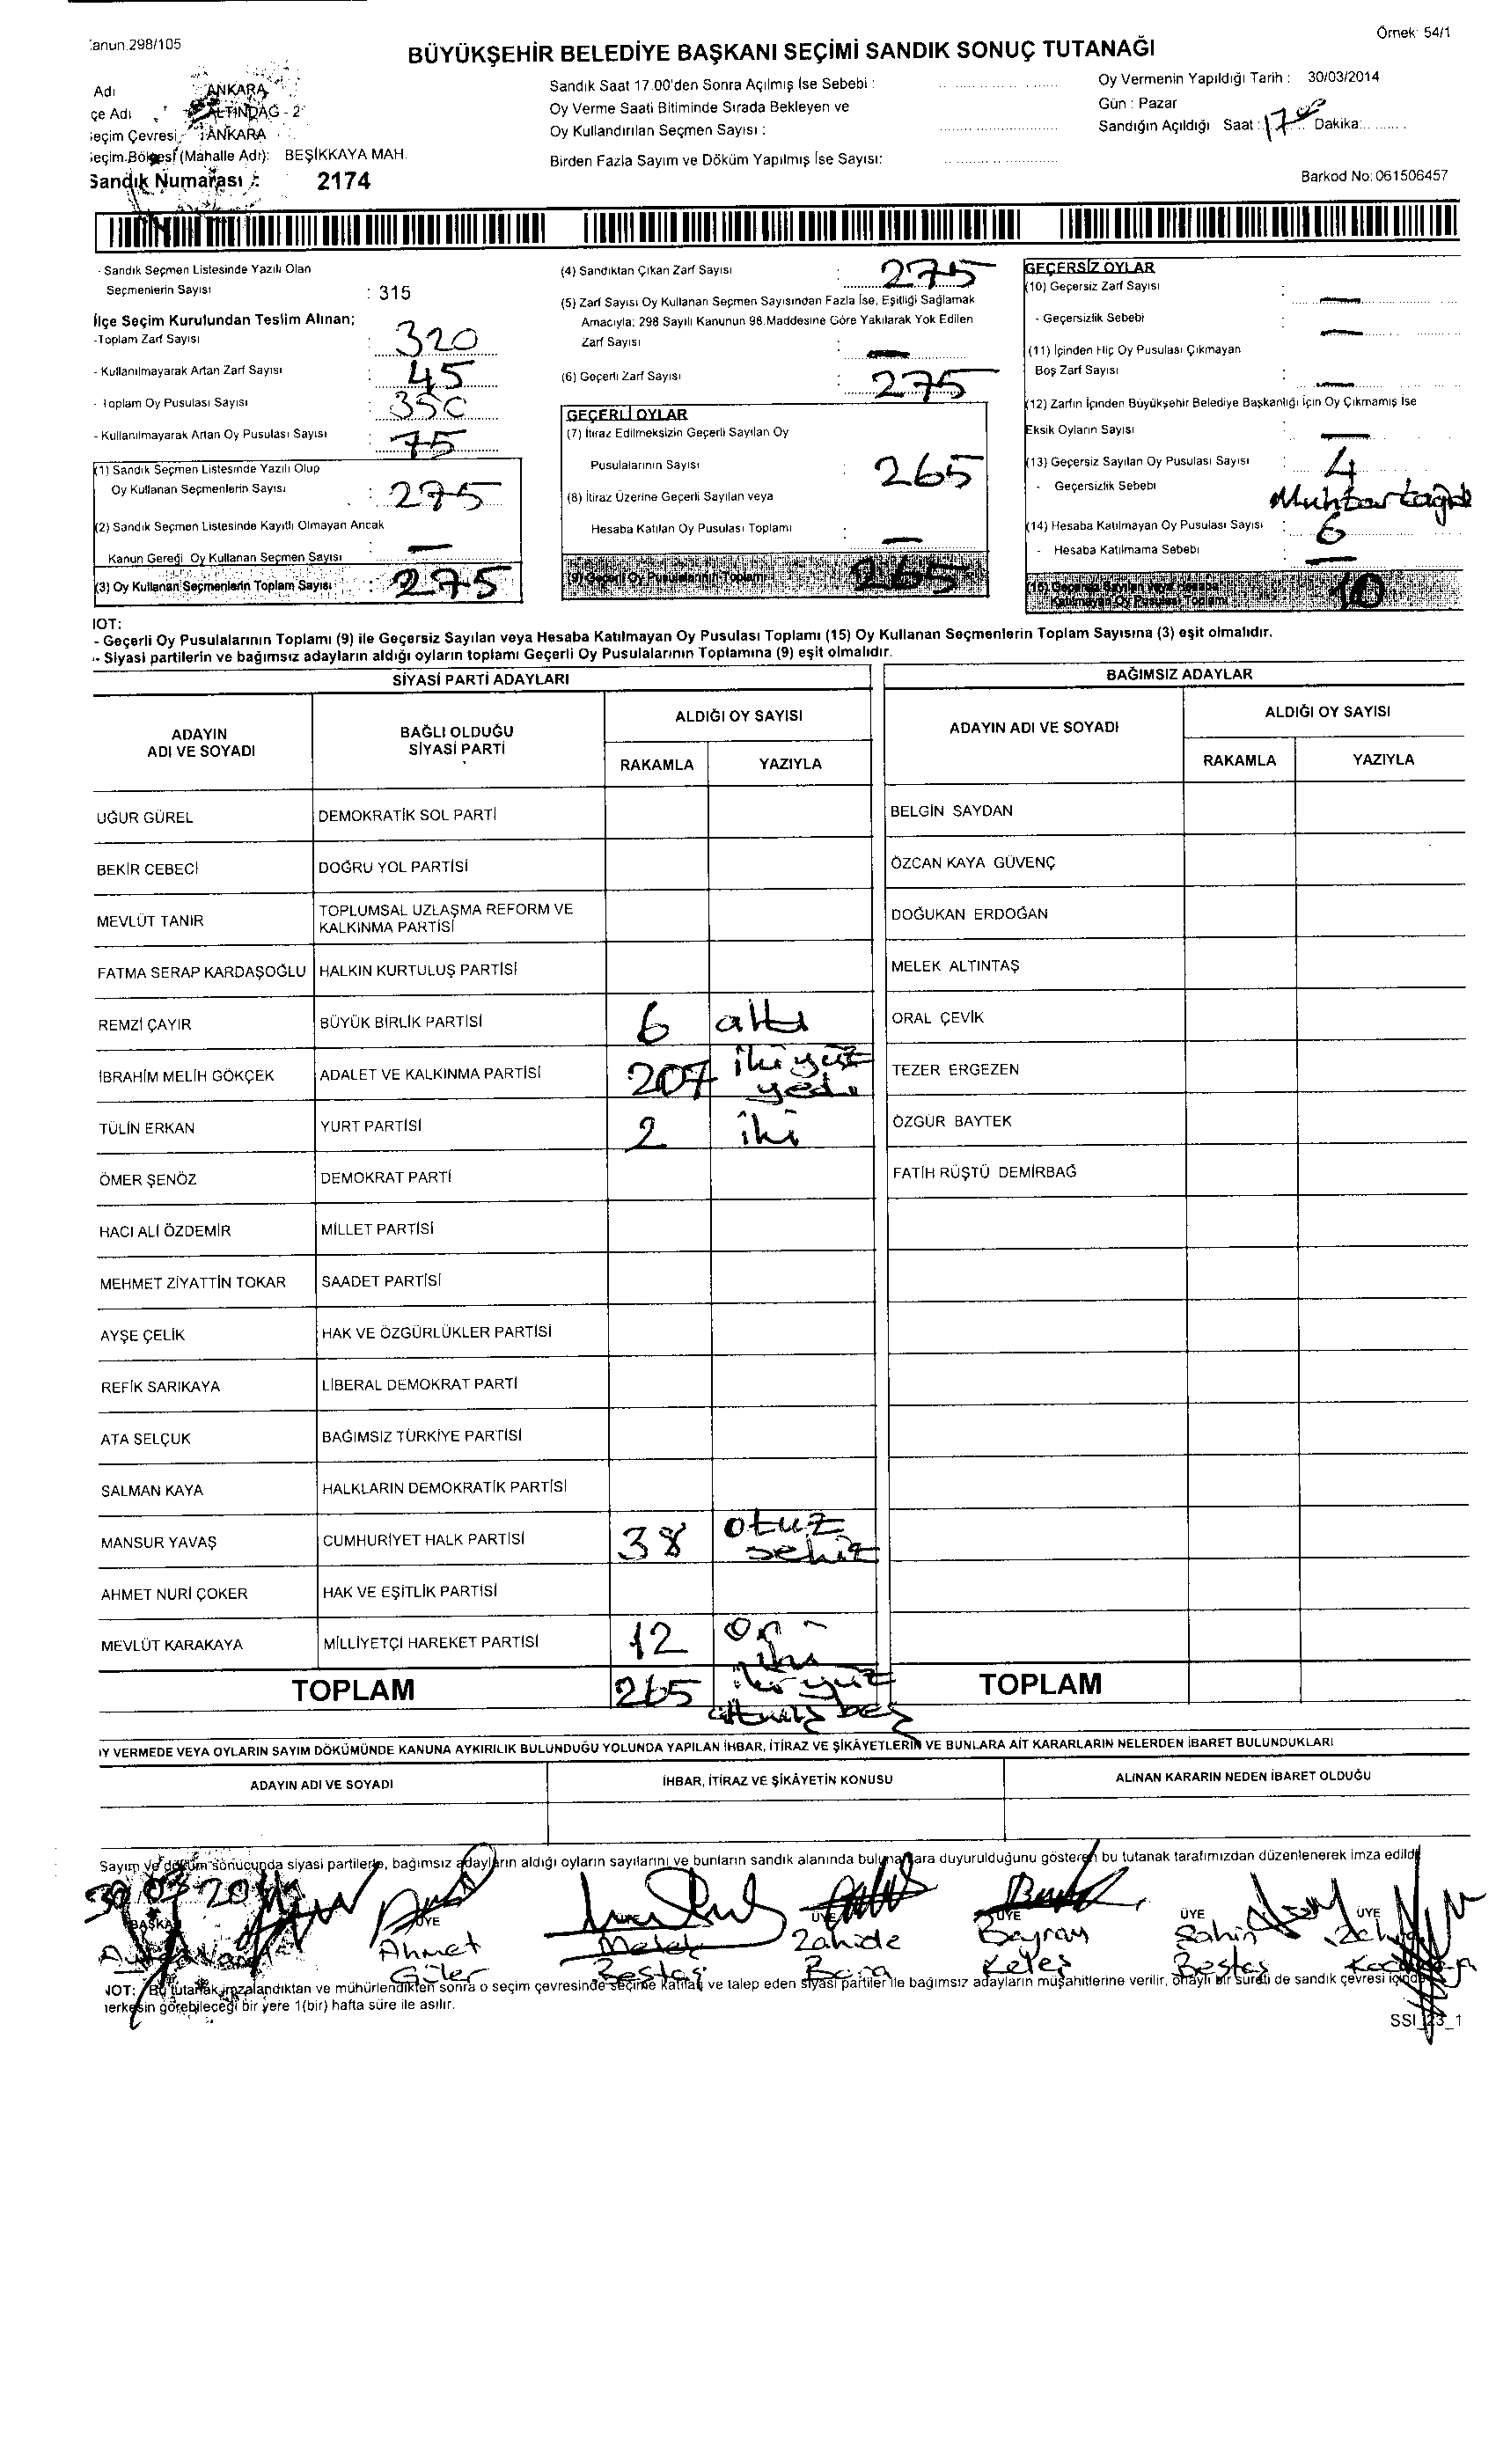 Kanun.298/105
Örnek: 54/1
BÜYÜKŞEHİR BELEDİYE BAŞKANI SEÇİMİ SANDIK SONUÇ TUTANAĞI
Adı ANKARA
çe Adı ALTINDAĞ - 2
eçim Çevresi ANKARA
eçim Bölgesi (Mahalle Adı): BEŞİKKAYA MAH.
Sandık Numarası : 2174
Sandık Saat 17.00'den Sonra Açılmış İse Sebebi :
Oy Verme Saati Bitiminde Sırada Bekleyen ve
Oy Kullandırılan Seçmen Sayısı :
Birden Fazla Sayım ve Döküm Yapılmış İse Sayısı:
Oy Vermenin Yapıldığı Tarih : 30/03/2014
Gün : Pazar
Sandığın Açıldığı Saat : 17 00 Dakika:
Barkod No: 061506457
- Sandık Seçmen Listesinde Yazılı Olan
Seçmenlerin Sayısı : 315
İlçe Seçim Kurulundan Teslim Alınan;
-Toplam Zarf Sayısı : 320
- Kullanılmayarak Artan Zarf Sayısı : 45
- Toplam Oy Pusulası Sayısı : 350
- Kullanılmayarak Artan Oy Pusulası Sayısı : 75
(1) Sandık Seçmen Listesinde Yazılı Olup
Oy Kullanan Seçmenlerin Sayısı : 275
(2) Sandık Seçmen Listesinde Kayıtlı Olmayan Ancak
Kanun Gereği Oy Kullanan Seçmen Sayısı : —
(3) Oy Kullanan Seçmenlerin Toplam Sayısı : 275
(4) Sandıktan Çıkan Zarf Sayısı : 275
(5) Zarf Sayısı Oy Kullanan Seçmen Sayısından Fazla İse, Eşitliği Sağlamak
Amacıyla; 298 Sayılı Kanunun 98.Maddesine Göre Yakılarak Yok Edilen
Zarf Sayısı : —
(6) Geçerli Zarf Sayısı : 275
GEÇERLİ OYLAR
(7) İtiraz Edilmeksizin Geçerli Sayılan Oy
Pusulalarının Sayısı : 265
(8) İtiraz Üzerine Geçerli Sayılan veya
Hesaba Katılan Oy Pusulası Toplamı : —
(9) Geçerli Oy Pusulalarının Toplamı 265
GEÇERSİZ OYLAR
(10) Geçersiz Zarf Sayısı : —
- Geçersizlik Sebebi : —
(11) İçinden Hiç Oy Pusulası Çıkmayan
Boş Zarf Sayısı : —
(12) Zarfın İçinden Büyükşehir Belediye Başkanlığı İçin Oy Çıkmamış İse
Eksik Oyların Sayısı : —
(13) Geçersiz Sayılan Oy Pusulası Sayısı : 4
- Geçersizlik Sebebi Muhtar
(14) Hesaba Katılmayan Oy Pusulası Sayısı : 6
- Hesaba Katılmama Sebebi : —
(15) Geçersiz Sayılan veya Hesaba
Katılmayan Oy Pusulası Toplamı 10
NOT:
- Geçerli Oy Pusulalarının Toplamı (9) ile Geçersiz Sayılan veya Hesaba Katılmayan Oy Pusulası Toplamı (15) Oy Kullanan Seçmenlerin Toplam Sayısına (3) eşit olmalıdır.
- Siyasi partilerin ve bağımsız adayların aldığı oyların toplamı Geçerli Oy Pusulalarının Toplamına (9) eşit olmalıdır.
SİYASİ PARTİ ADAYLARI
ADAYIN ADI VE SOYADI BAĞLI OLDUĞU SİYASİ PARTİ ALDIĞI OY SAYISI
RAKAMLA YAZIYLA
UĞUR GÜREL DEMOKRATİK SOL PARTİ
BEKİR CEBECİ DOĞRU YOL PARTİSİ
MEVLÜT TANIR TOPLUMSAL UZLAŞMA REFORM VE KALKINMA PARTİSİ
FATMA SERAP KARDAŞOĞLU HALKIN KURTULUŞ PARTİSİ
REMZİ ÇAYIR BÜYÜK BİRLİK PARTİSİ 6 altı
İBRAHİM MELİH GÖKÇEK ADALET VE KALKINMA PARTİSİ 207 ikiyüz yedi
TÜLİN ERKAN YURT PARTİSİ 2 iki
ÖMER ŞENÖZ DEMOKRAT PARTİ
HACI ALİ ÖZDEMİR MİLLET PARTİSİ
MEHMET ZİYATTİN TOKAR SAADET PARTİSİ
AYŞE ÇELİK HAK VE ÖZGÜRLÜKLER PARTİSİ
REFİK SARIKAYA LİBERAL DEMOKRAT PARTİ
ATA SELÇUK BAĞIMSIZ TÜRKİYE PARTİSİ
SALMAN KAYA HALKLARIN DEMOKRATİK PARTİSİ
MANSUR YAVAŞ CUMHURİYET HALK PARTİSİ 38 otuz sekiz
AHMET NURİ ÇOKER HAK VE EŞİTLİK PARTİSİ
MEVLÜT KARAKAYA MİLLİYETÇİ HAREKET PARTİSİ 12 on iki
TOPLAM 265 ikiyüz altmış beş
BAĞIMSIZ ADAYLAR
ADAYIN ADI VE SOYADI ALDIĞI OY SAYISI
RAKAMLA YAZIYLA
BELGİN SAYDAN
ÖZCAN KAYA GÜVENÇ
DOĞUKAN ERDOĞAN
MELEK ALTINTAŞ
ORAL ÇEVİK
TEZER ERGEZEN
ÖZGÜR BAYTEK
FATİH RÜŞTÜ DEMİRBAĞ
TOPLAM
OY VERMEDE VEYA OYLARIN SAYIM DÖKÜMÜNDE KANUNA AYKIRILIK BULUNDUĞU YOLUNDA YAPILAN İHBAR, İTİRAZ VE ŞİKÂYETLERİN VE BUNLARA AİT KARARLARIN NELERDEN İBARET BULUNDUKLARI
ADAYIN ADI VE SOYADI İHBAR, İTİRAZ VE ŞİKÂYETİN KONUSU ALINAN KARARIN NEDEN İBARET OLDUĞU
Sayım ve döküm sonucunda siyasi partilerle, bağımsız adayların aldığı oyların sayılarını ve bunların sandık alanında bulunanlara duyurulduğunu gösteren bu tutanak tarafımızdan düzenlenerek imza edildi
30.03.2014
BAŞKAN ÜYE ÜYE ÜYE ÜYE ÜYE ÜYE
Ahmet Melek Zahide Bayram Şahin
Güler Beştaş Bora Keleş Beştaş
NOT: Bu tutanak imzalandıktan ve mühürlendikten sonra o seçim çevresinde seçime katılan ve talep eden siyasi partiler ile bağımsız adayların müşahitlerine verilir, onaylı bir sureti de sandık çevresi içinde
herkesin görebileceği bir yere 1(bir) hafta süre ile asılır.
SSI_23_1